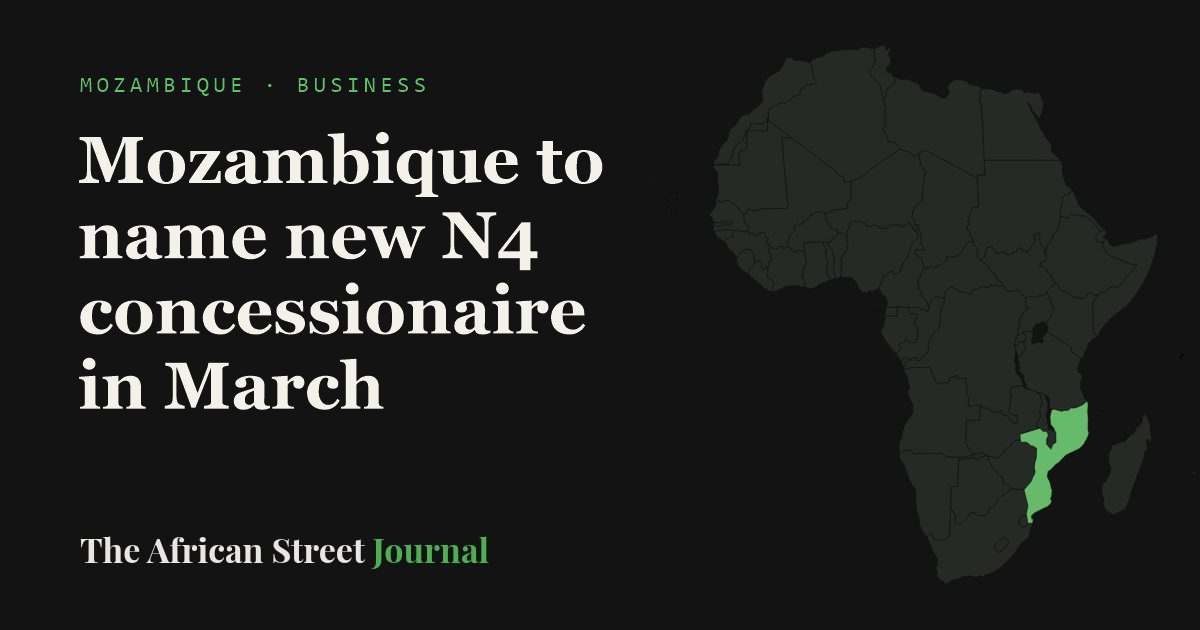 MOZAMBIQUE · BUSINESS
Mozambique to
name new N4
concessionaire
in March
The African Street Journal